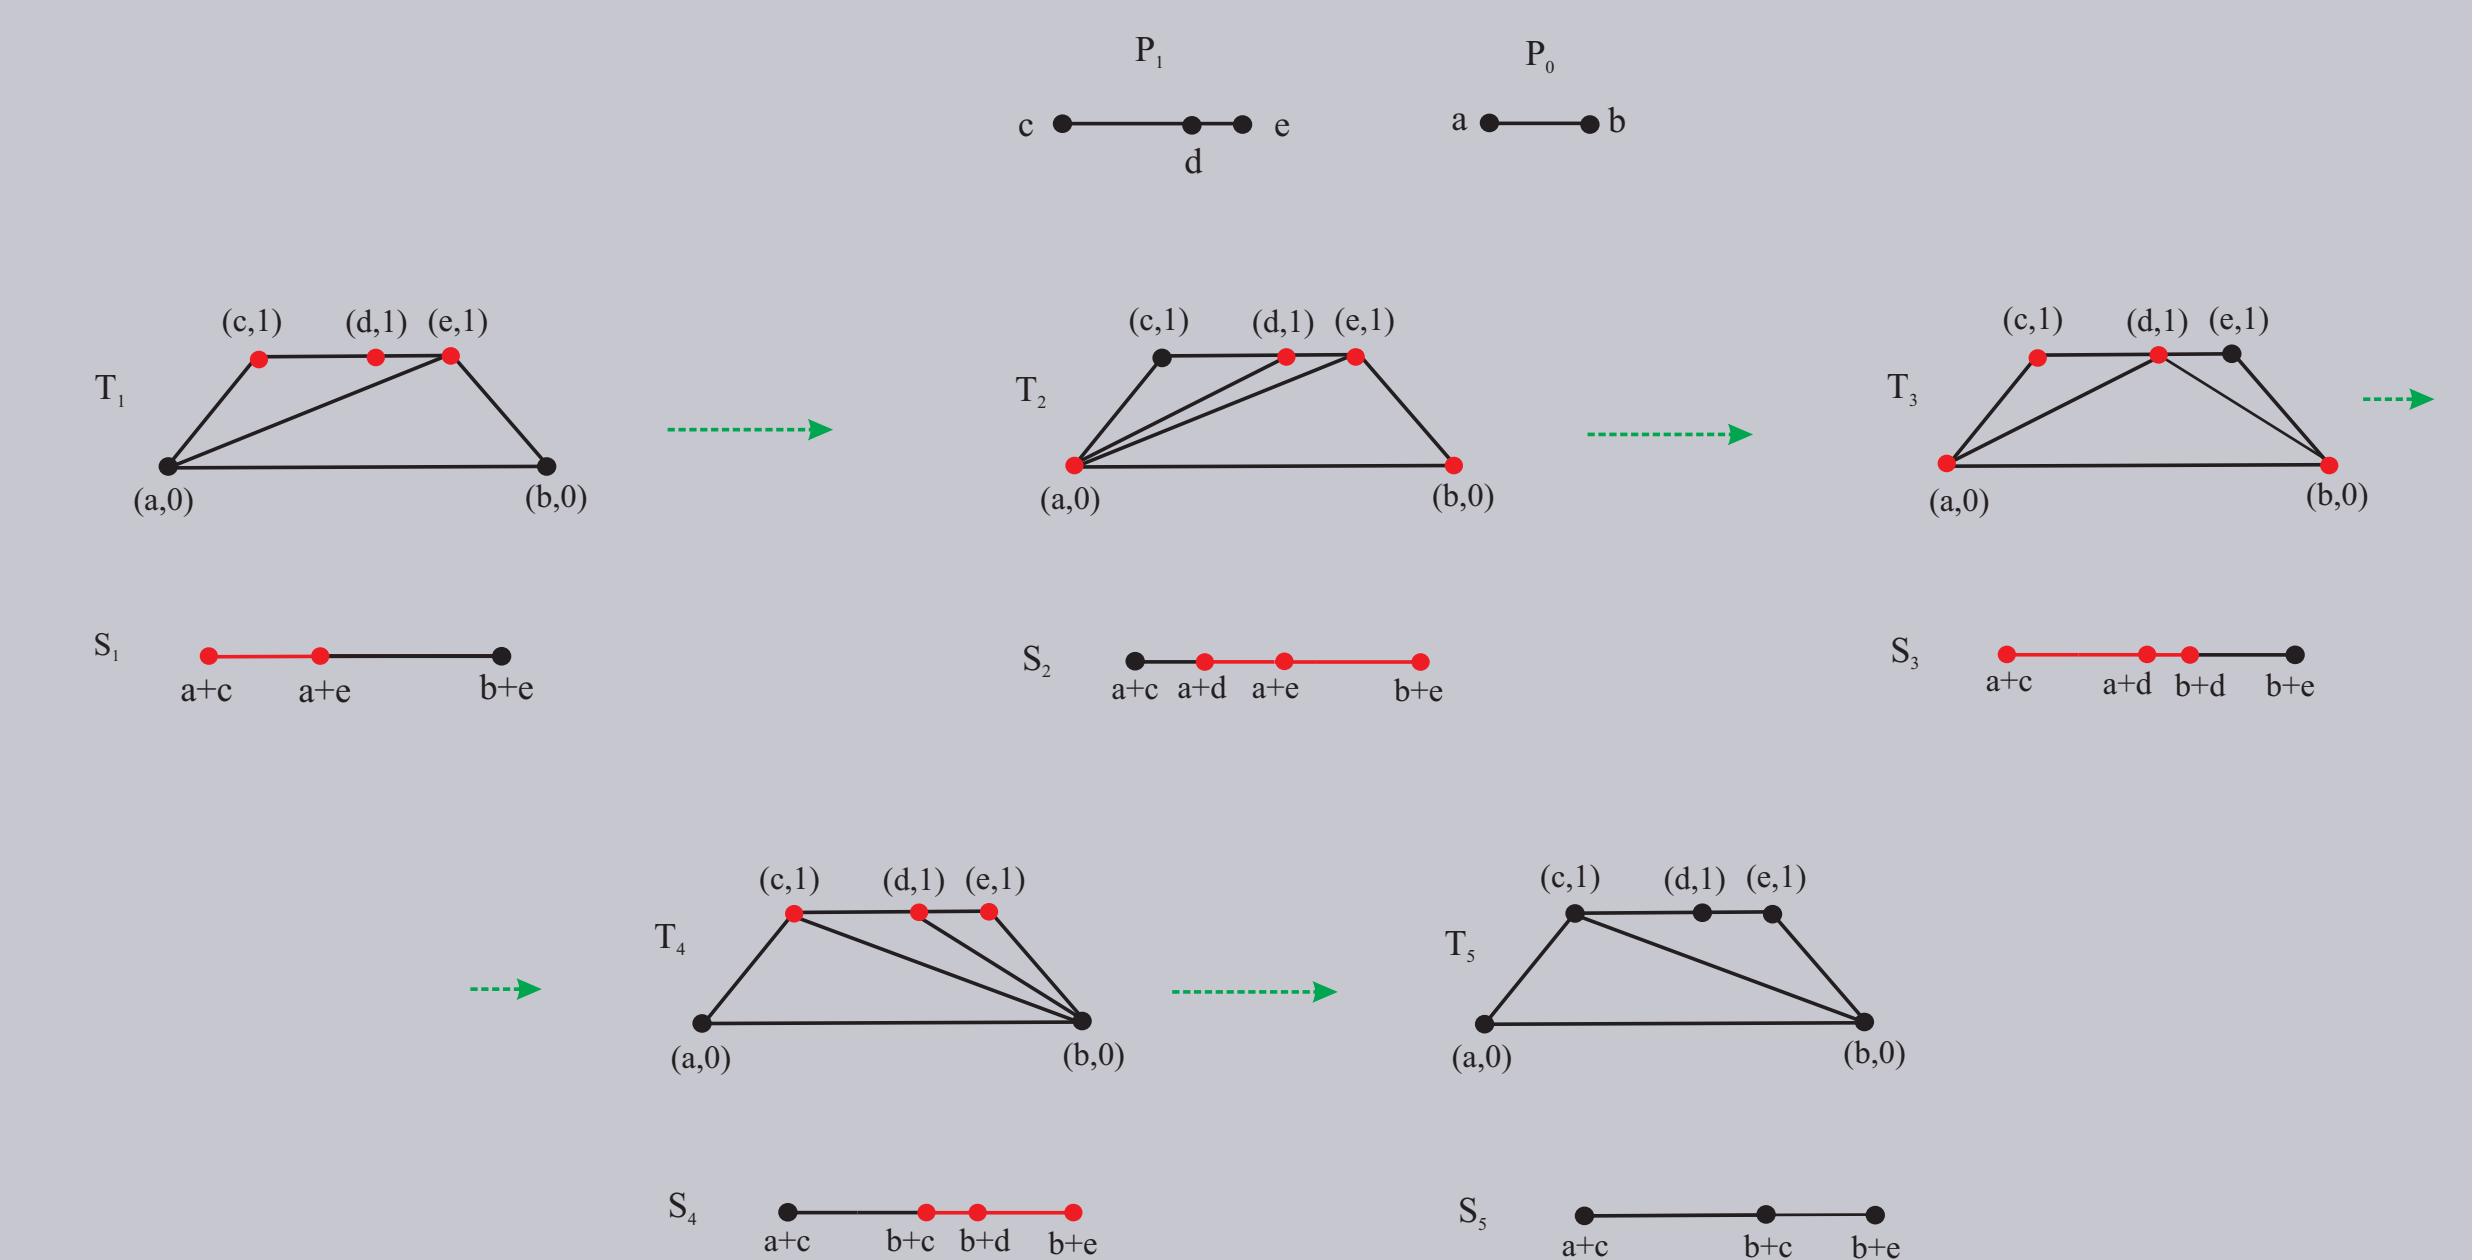 P₁ P₀
c d e a b
(c,1) (d,1) (e,1) (c,1) (d,1) (e,1) (c,1) (d,1) (e,1)
T₁ T₂ T₃
(a,0) (b,0) (a,0) (b,0) (a,0) (b,0)
S₁ S₂ S₃
a+c a+e b+e a+c a+d a+e b+e a+c a+d b+d b+e
(c,1) (d,1) (e,1) (c,1) (d,1) (e,1)
T₄ T₅
(a,0) (b,0) (a,0) (b,0)
S₄ S₅
a+c b+c b+d b+e a+c b+c b+e